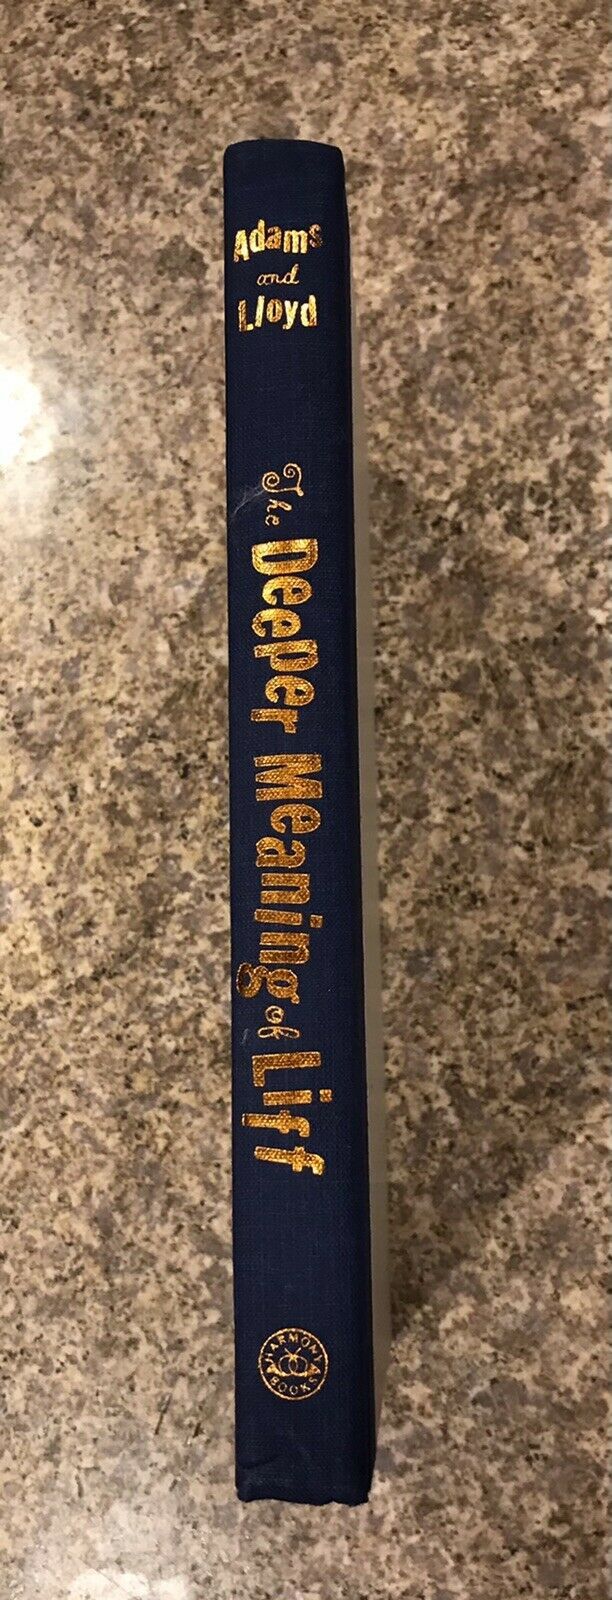 Adams
and
Lloyd
The Deeper Meaning of Liff
HARMONY
BOOKS